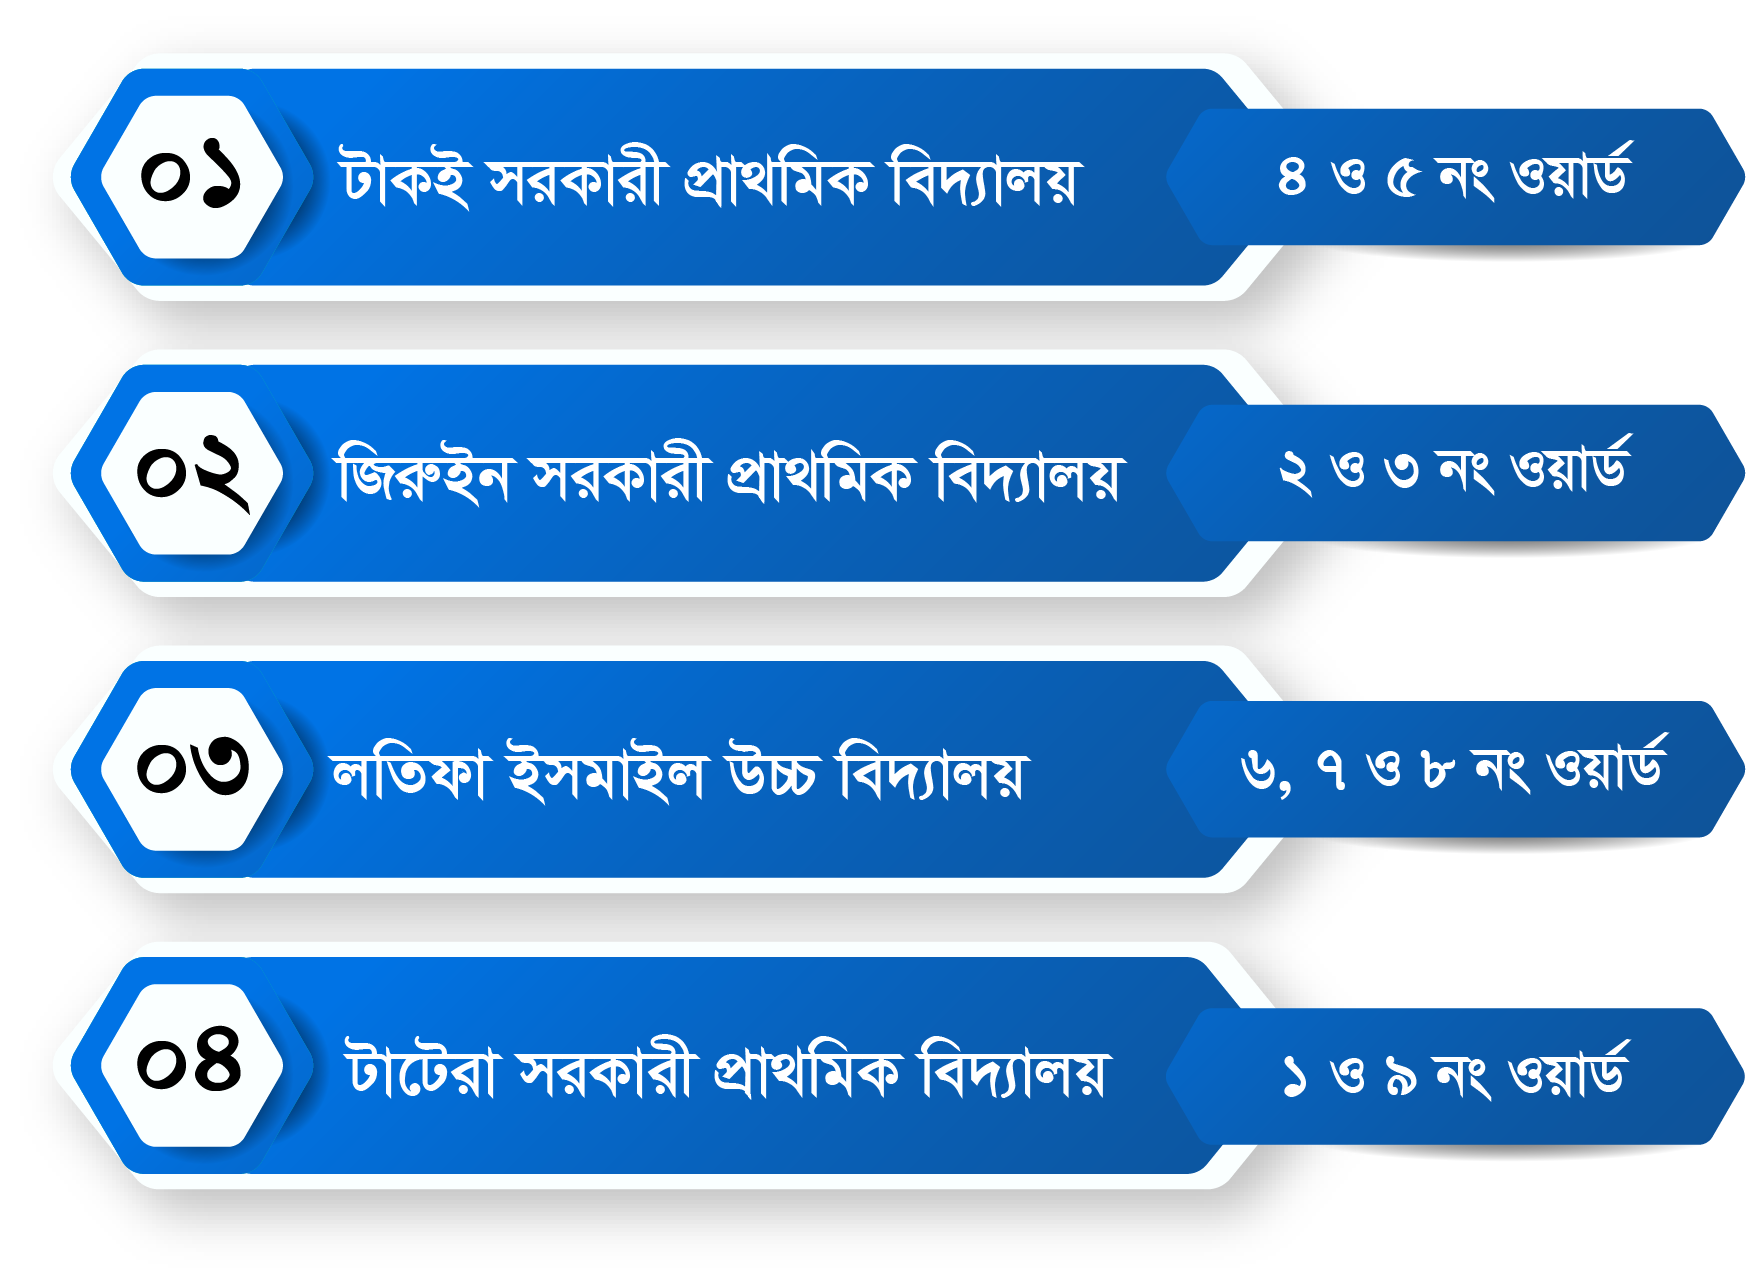 ০১ টাকই সরকারী প্রাথমিক বিদ্যালয় ৪ ও ৫ নং ওয়ার্ড
০২ জিরুইন সরকারী প্রাথমিক বিদ্যালয় ২ ও ৩ নং ওয়ার্ড
০৩ লতিফা ইসমাইল উচ্চ বিদ্যালয় ৬, ৭ ও ৮ নং ওয়ার্ড
০৪ টাটেরা সরকারী প্রাথমিক বিদ্যালয় ১ ও ৯ নং ওয়ার্ড